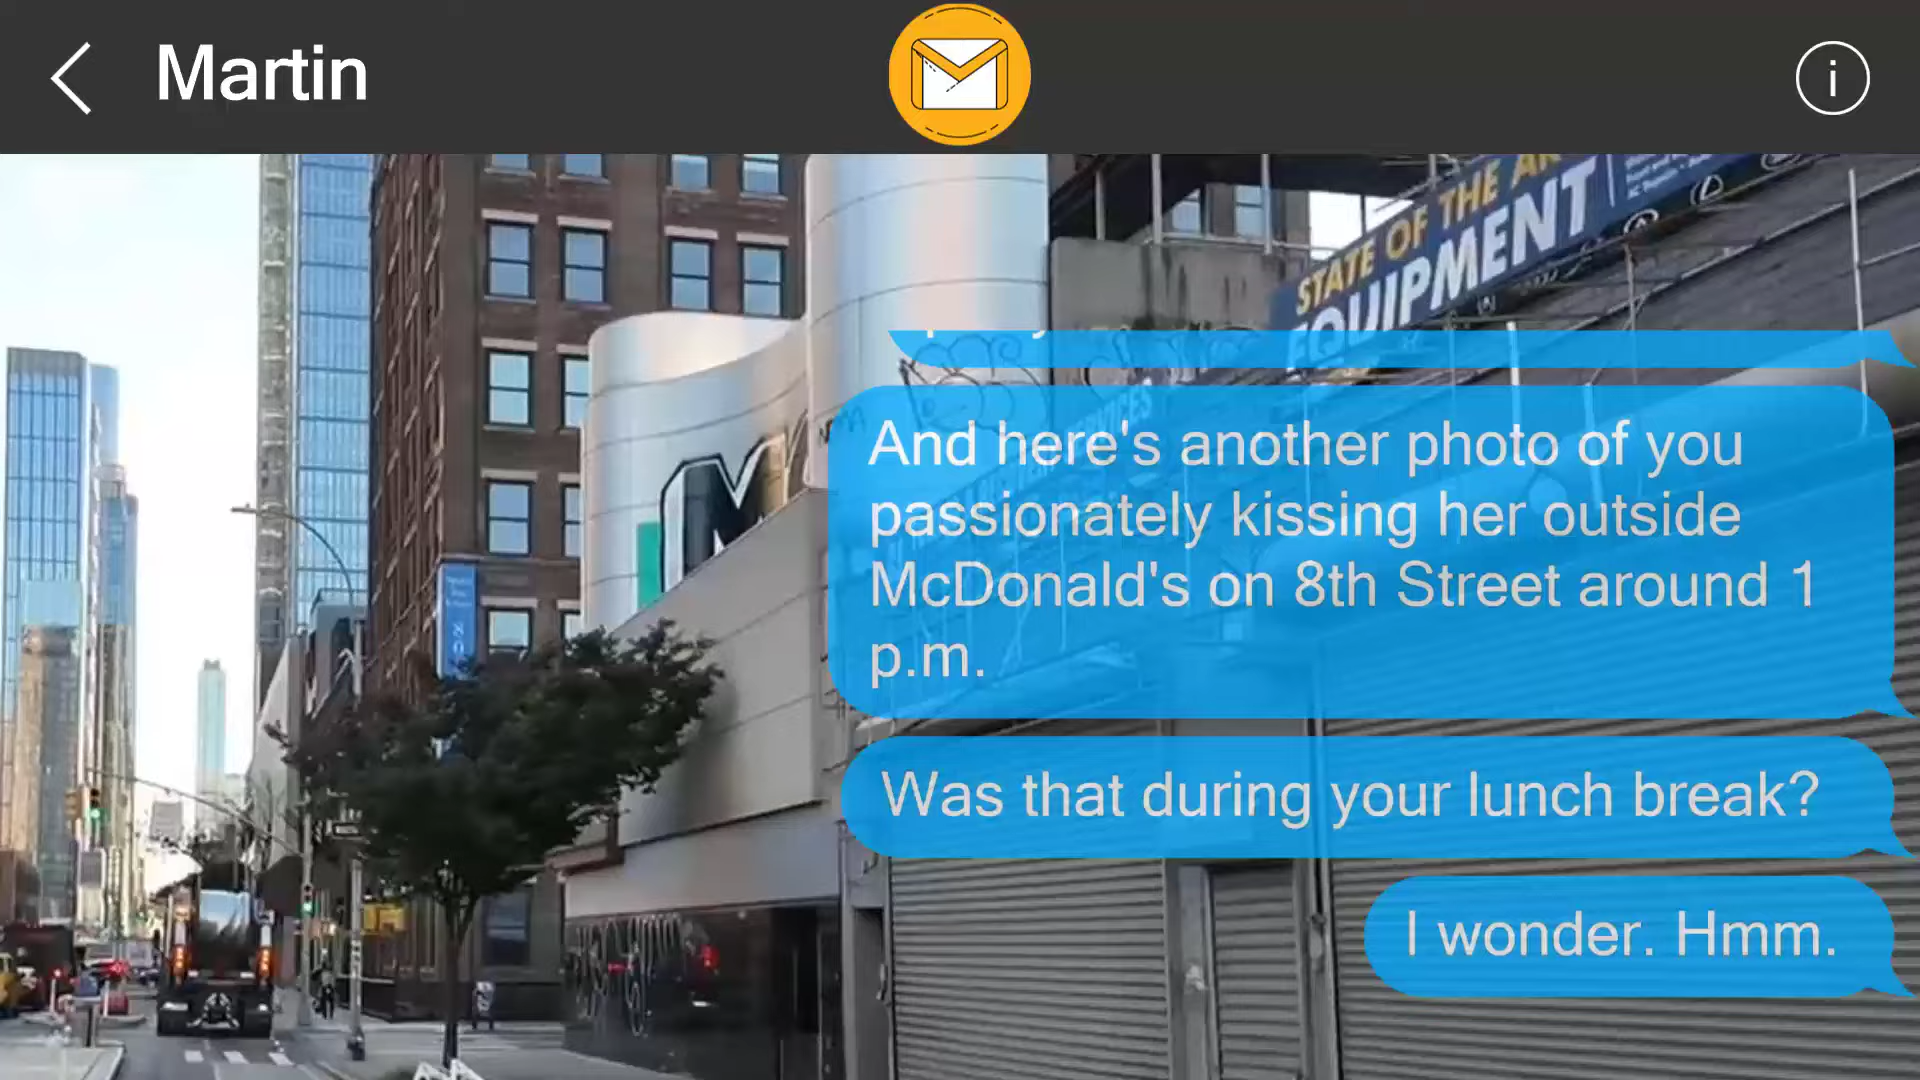 Martin
i
STATE OF THE
EQUIPMENT
And here's another photo of you
passionately kissing her outside
McDonald's on 8th Street around 1
p.m.
Was that during your lunch break?
I wonder. Hmm.